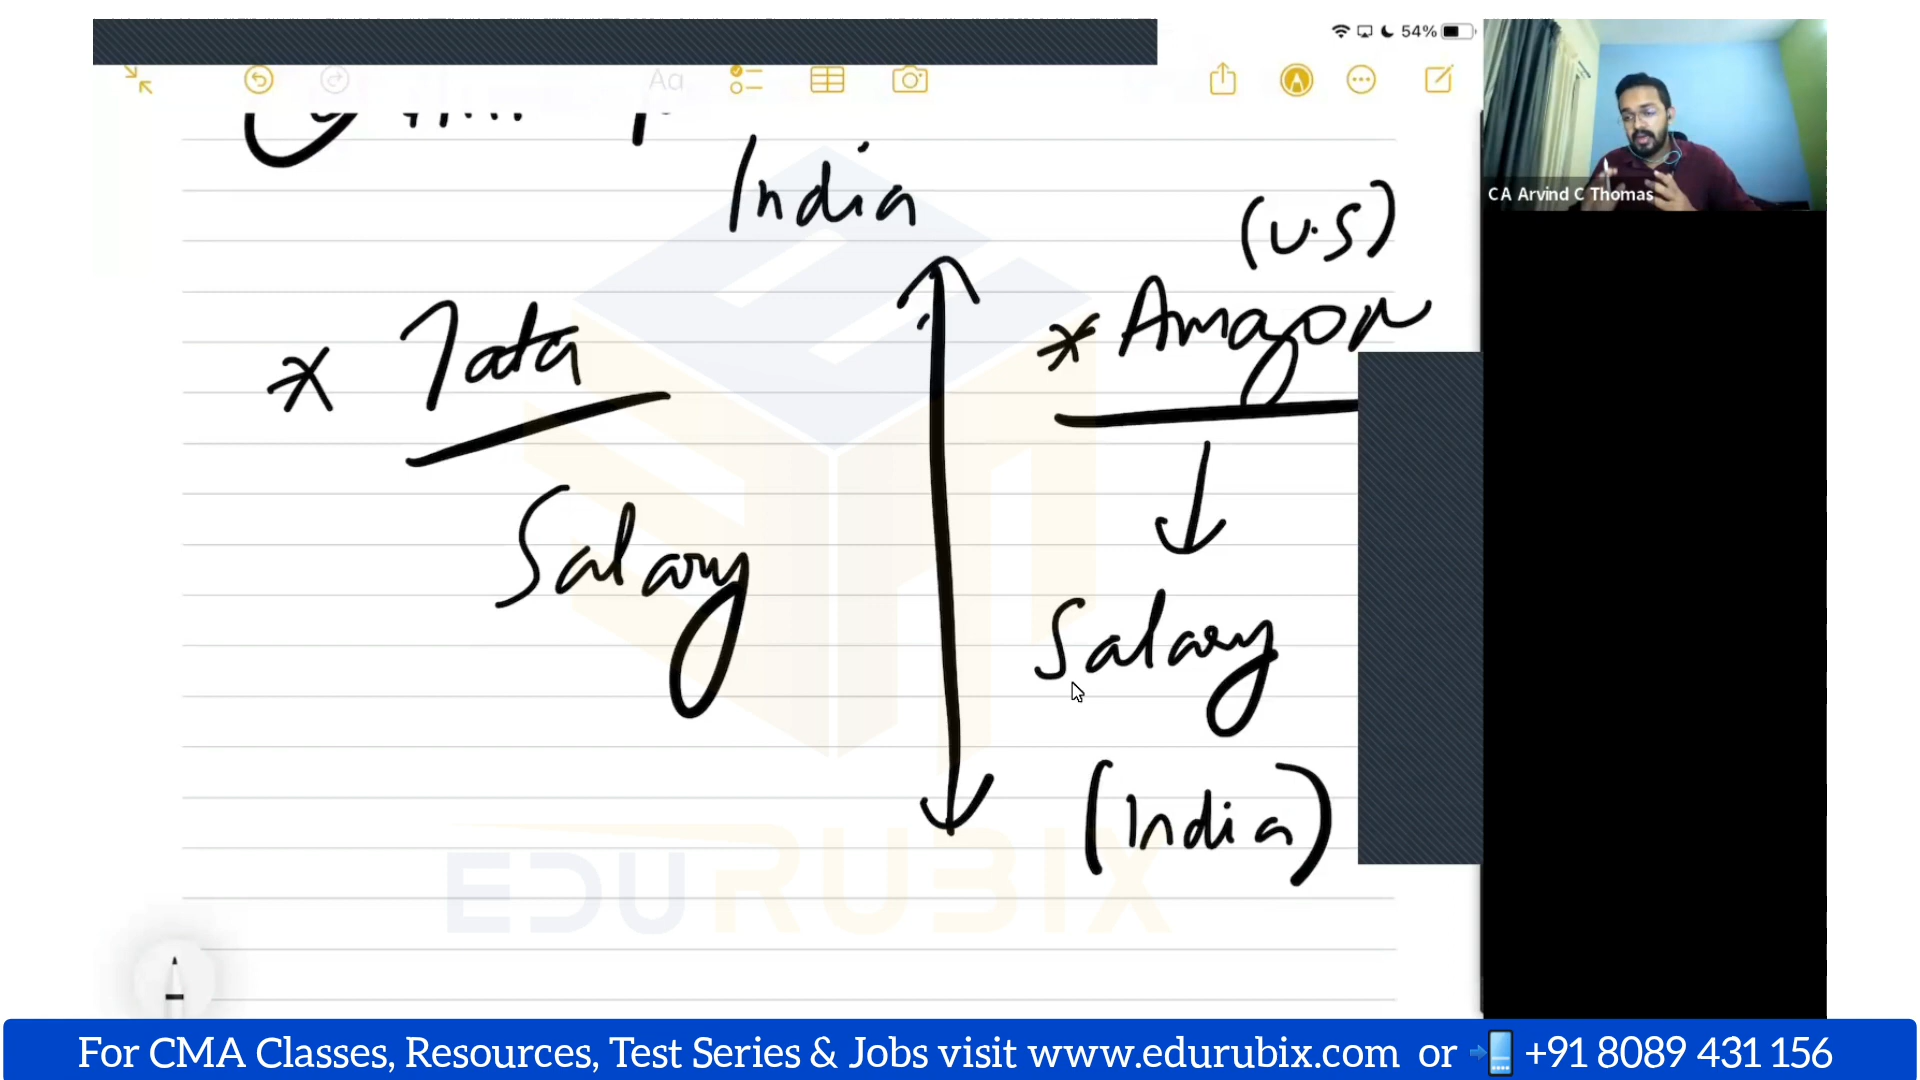 54%
Aa
India
(U.S)
* Tata
* Amazon
Salary
Salary
(India)
EDURUBIX
CA Arvind C Thomas
For CMA Classes, Resources, Test Series & Jobs visit www.edurubix.com or +91 8089 431 156